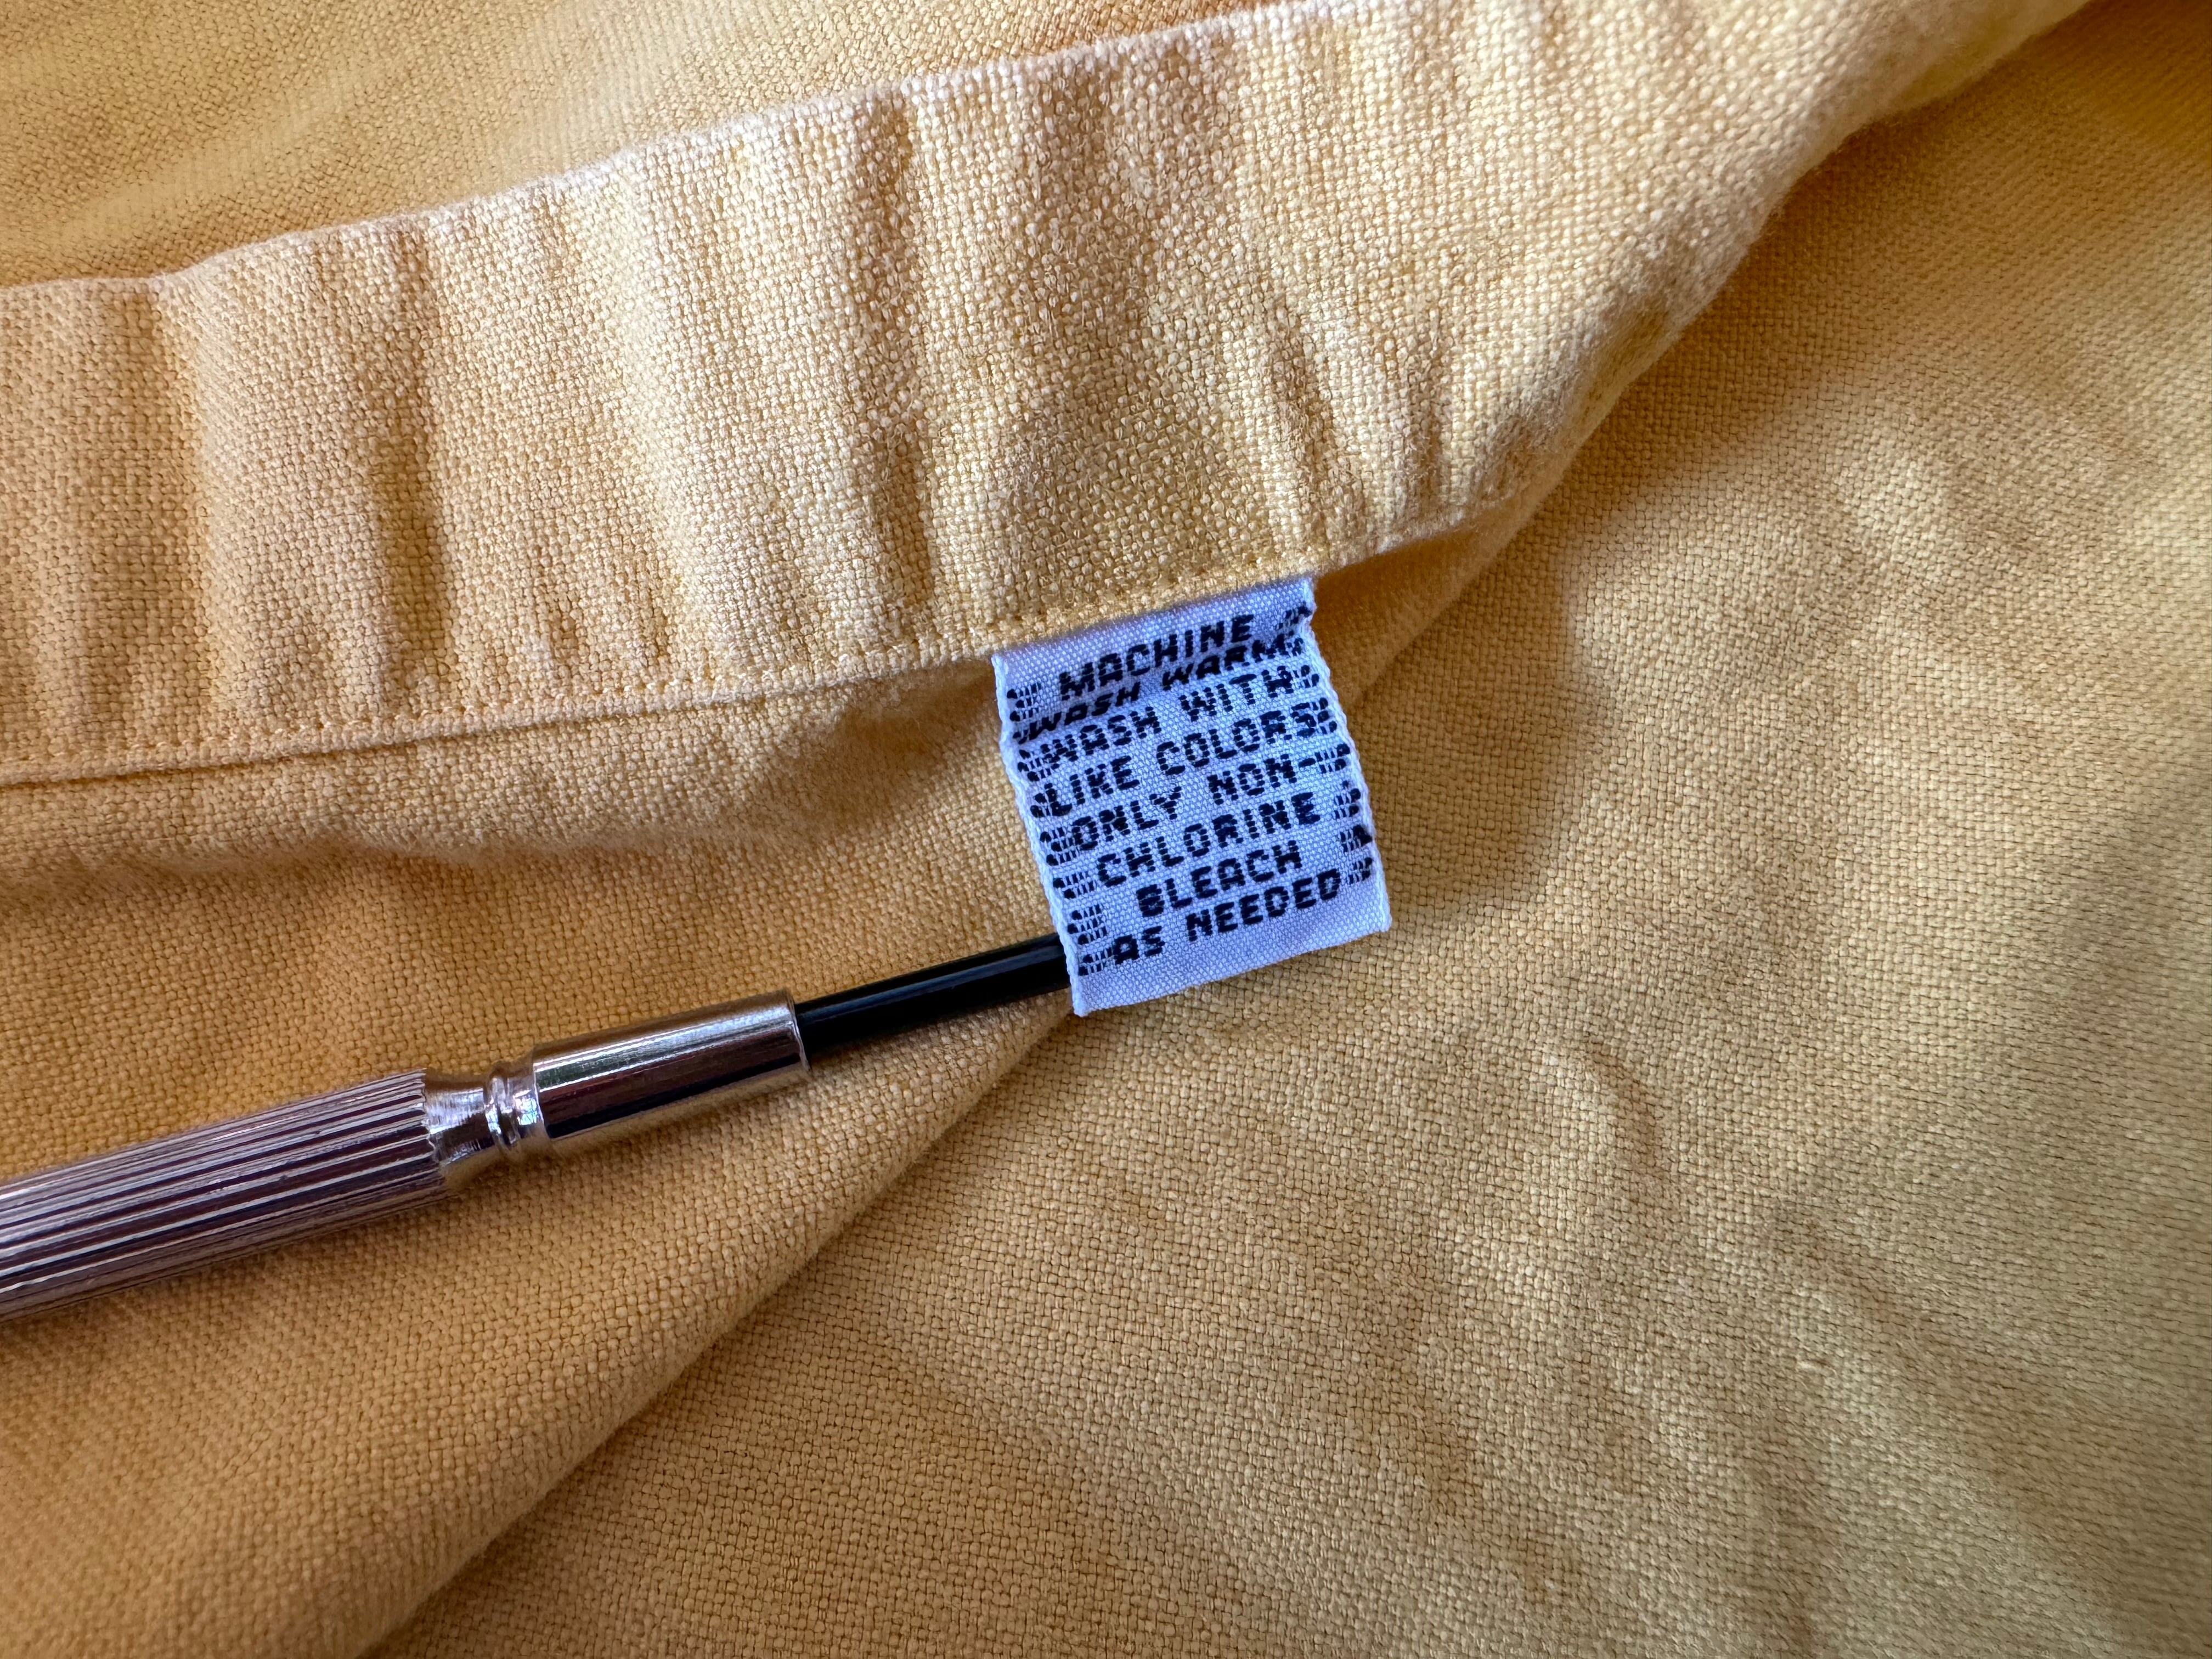 MACHINE
WASH WARM
WASH WITH
LIKE COLORS
ONLY NON-
CHLORINE
BLEACH
AS NEEDED